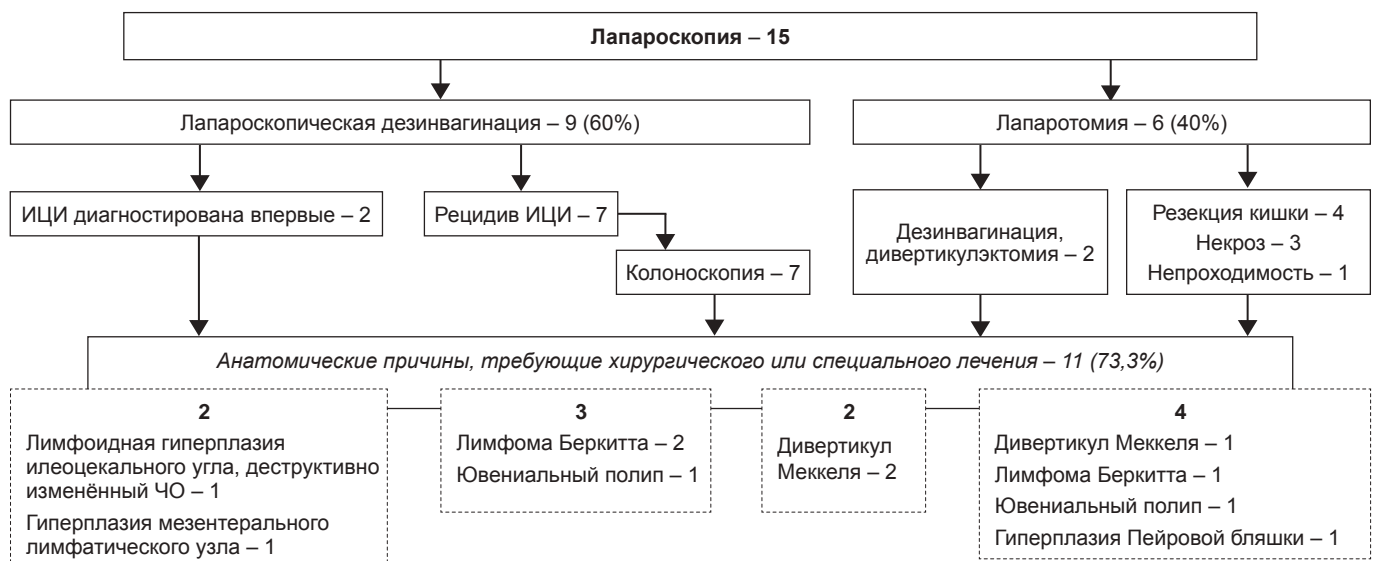 Лапароскопия – 15
Лапароскопическая дезинвагинация – 9 (60%)
Лапаротомия – 6 (40%)
ИЦИ диагностирована впервые – 2
Рецидив ИЦИ – 7
Колоноскопия – 7
Дезинвагинация,
дивертикулэктомия – 2
Резекция кишки – 4
Некроз – 3
Непроходимость – 1
Анатомические причины, требующие хирургического или специального лечения – 11 (73,3%)
2
Лимфоидная гиперплазия
илеоцекального угла, деструктивно
изменённый ЧО – 1
Гиперплазия мезентерального
лимфатического узла – 1
3
Лимфома Беркитта – 2
Ювениальный полип – 1
2
Дивертикул
Меккеля – 2
4
Дивертикул Меккеля – 1
Лимфома Беркитта – 1
Ювениальный полип – 1
Гиперплазия Пейровой бляшки – 1